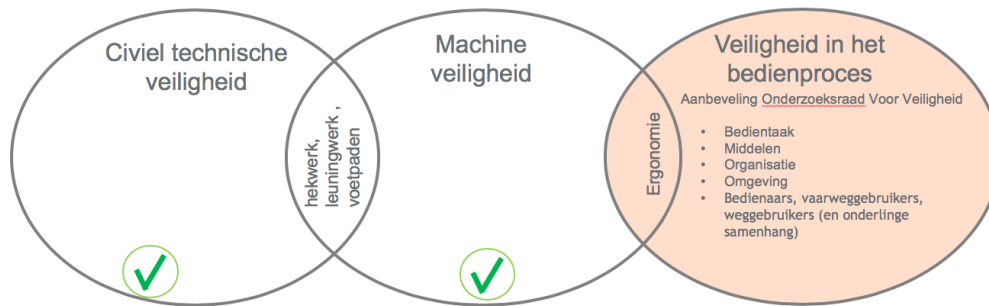 Civiel technische
veiligheid
hekwerk,
leuningwerk ,
voetpaden
Machine
veiligheid
Ergonomie
Veiligheid in het
bedienproces
Aanbeveling Onderzoeksraad Voor Veiligheid
• Bedientaak
• Middelen
• Organisatie
• Omgeving
• Bedienaars, vaarweggebruikers,
weggebruikers (en onderlinge
samenhang)